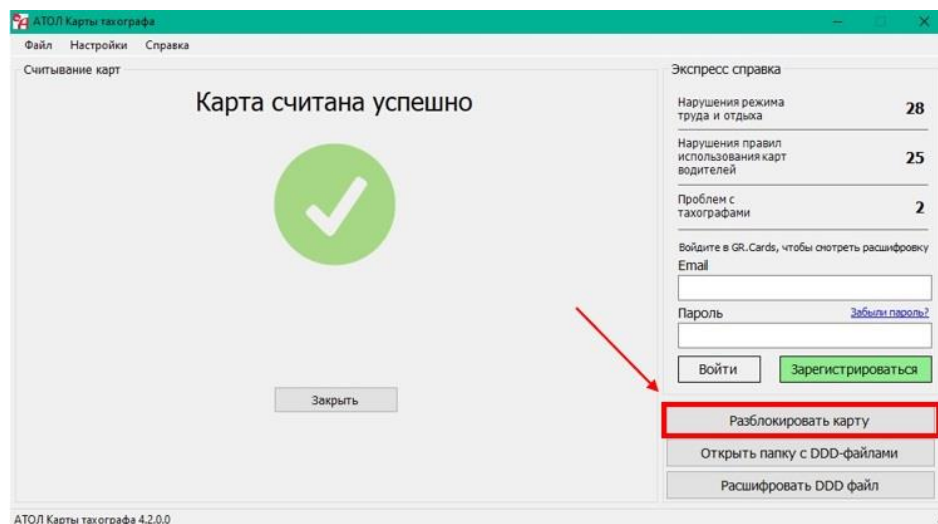 АТОЛ Карты тахографа
Файл Настройки Справка
Считывание карт
Карта считана успешно
Закрыть
Экспресс справка
Нарушения режима
труда и отдыха 28
Нарушения правил
использования карт
водителей 25
Проблем с
тахографами 2
Войдите в GR.Cards, чтобы смотреть расшифровку
Email
Пароль Забыли пароль?
Войти Зарегистрироваться
Разблокировать карту
Открыть папку с DDD-файлами
Расшифровать DDD файл
АТОЛ Карты тахографа 4.2.0.0